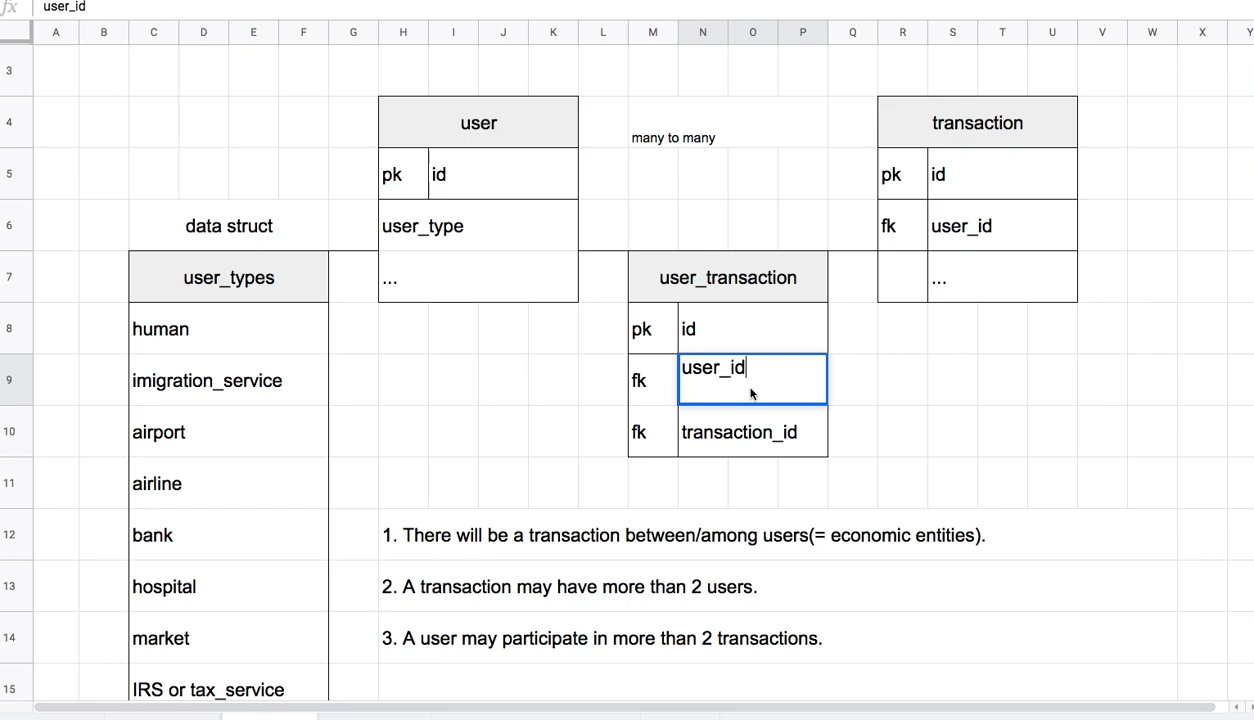 fx user_id
A B C D E F G H I J K L M N O P Q R S T U V W X Y
3
4 user many to many transaction
5 pk id pk id
6 data struct user_type fk user_id
7 user_types ... user_transaction ...
8 human pk id
9 imigration_service fk user_id
10 airport fk transaction_id
11 airline
12 bank 1. There will be a transaction between/among users(= economic entities).
13 hospital 2. A transaction may have more than 2 users.
14 market 3. A user may participate in more than 2 transactions.
15 IRS or tax_service